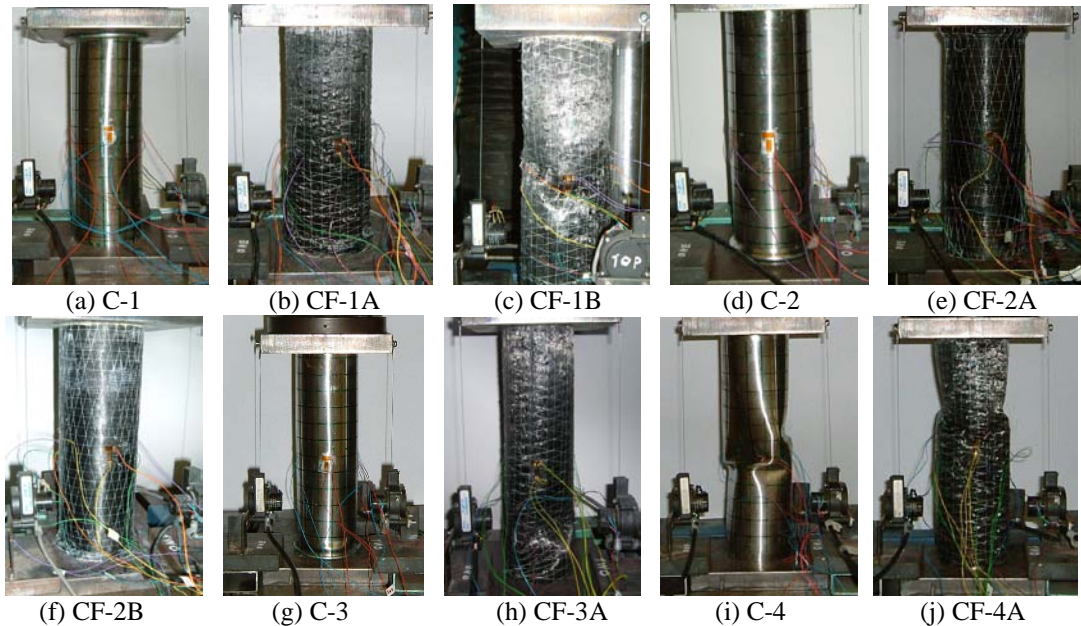 TOP
(a) C-1 (b) CF-1A (c) CF-1B (d) C-2 (e) CF-2A
(f) CF-2B (g) C-3 (h) CF-3A (i) C-4 (j) CF-4A